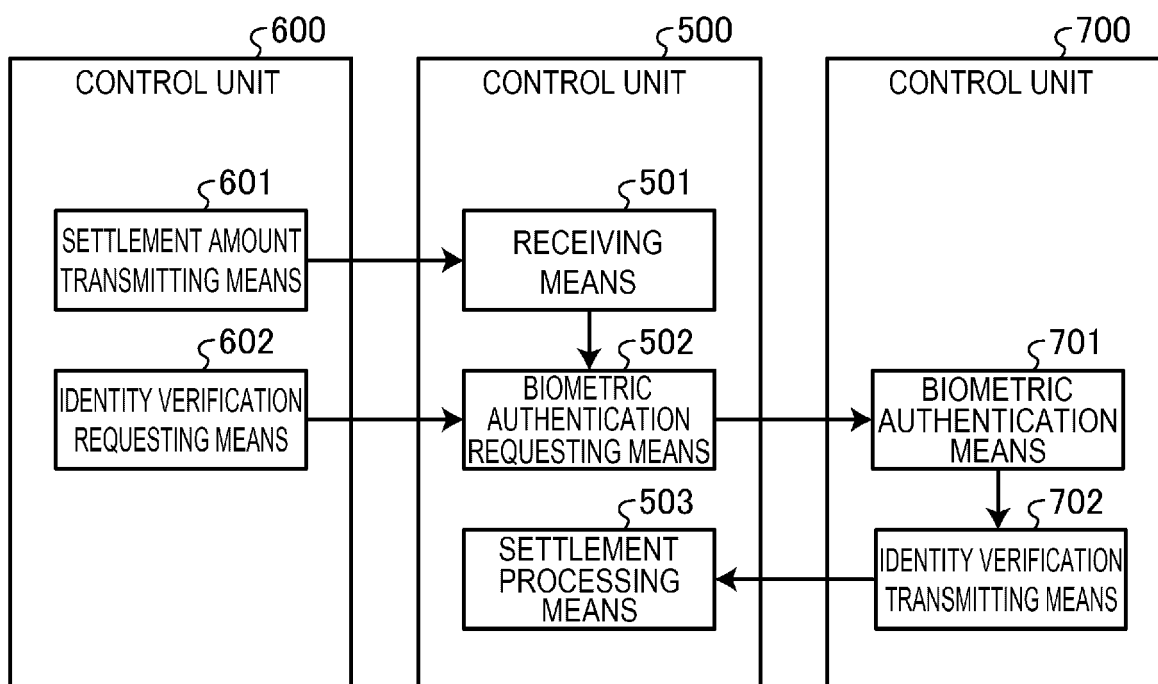 600
CONTROL UNIT
601
SETTLEMENT AMOUNT
TRANSMITTING MEANS
602
IDENTITY VERIFICATION
REQUESTING MEANS
500
CONTROL UNIT
501
RECEIVING
MEANS
502
BIOMETRIC
AUTHENTICATION
REQUESTING MEANS
503
SETTLEMENT
PROCESSING
MEANS
700
CONTROL UNIT
701
BIOMETRIC
AUTHENTICATION
MEANS
702
IDENTITY VERIFICATION
TRANSMITTING MEANS